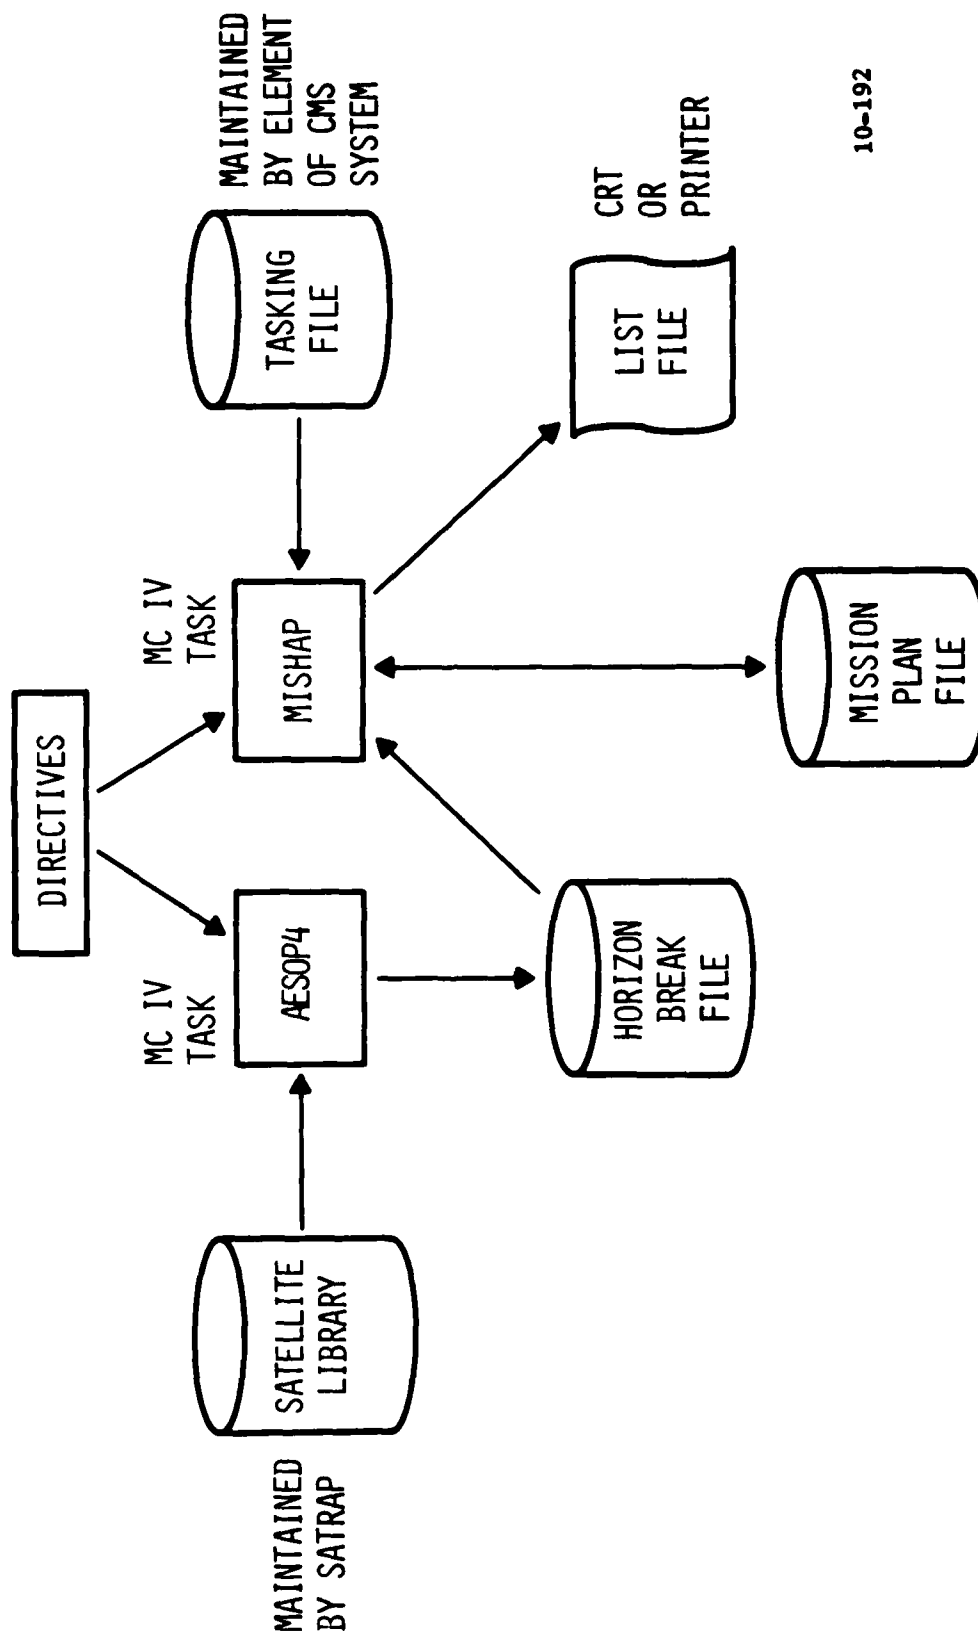 DIRECTIVES
MC IV
TASK
AESOP4
MC IV
TASK
MISHAP
MAINTAINED
BY SATRAP
SATELLITE
LIBRARY
TASKING
FILE
MAINTAINED
BY ELEMENT
OF CMS
SYSTEM
HORIZON
BREAK
FILE
MISSION
PLAN
FILE
LIST
FILE
CRT
OR
PRINTER
10-192